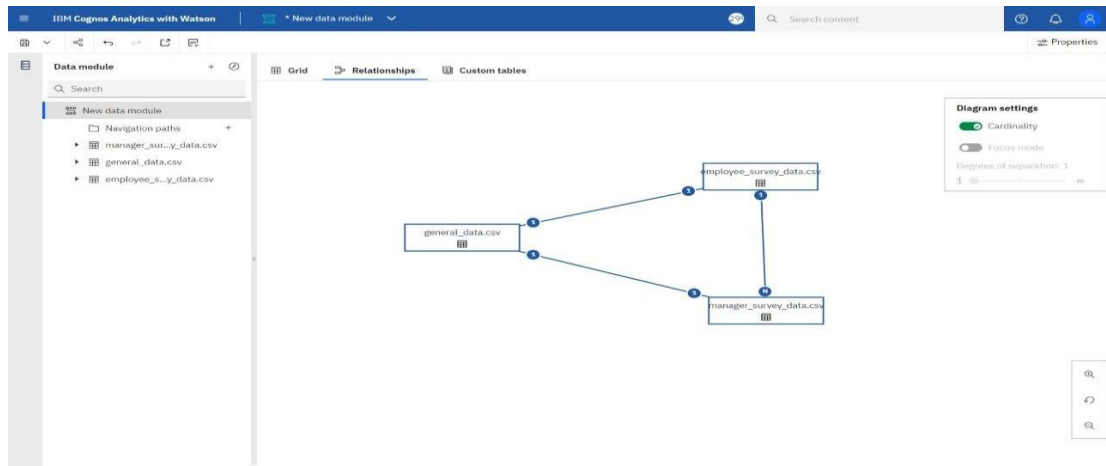 IBM Cognos Analytics with Watson
* New data module
29
Search content
Properties
Data module
Search
New data module
Navigation paths
manager_sur...y_data.csv
general_data.csv
employee_s...y_data.csv
Grid
Relationships
Custom tables
Diagram settings
Cardinality
Focus mode
Degrees of separation: 1
1
∞
employee_survey_data.csv
1
1
1
general_data.csv
1
1
N
manager_survey_data.csv